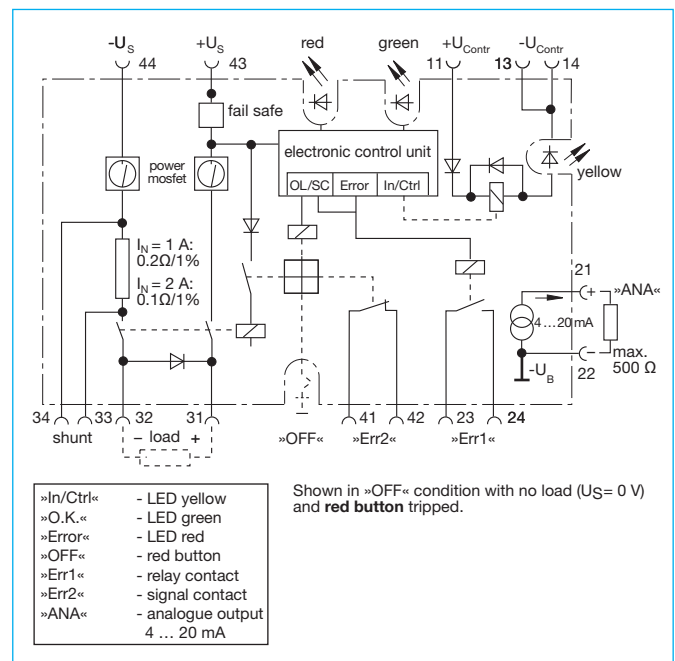 -US +US red green +UContr -UContr
44 43 11 13 14
fail safe
electronic control unit
OL/SC Error In/Ctrl
yellow
power
mosfet
IN = 1 A:
0.2Ω/1%
IN = 2 A:
0.1Ω/1%
21
+ »ANA«
4…20 mA
− max.
500 Ω
22
-UB
34 33 32 31 41 42 23 24
shunt − load + »OFF« »Err2« »Err1«
»In/Ctrl« - LED yellow
»O.K.« - LED green
»Error« - LED red
»OFF« - red button
»Err1« - relay contact
»Err2« - signal contact
»ANA« - analogue output
4 … 20 mA
Shown in »OFF« condition with no load (US= 0 V)
and red button tripped.